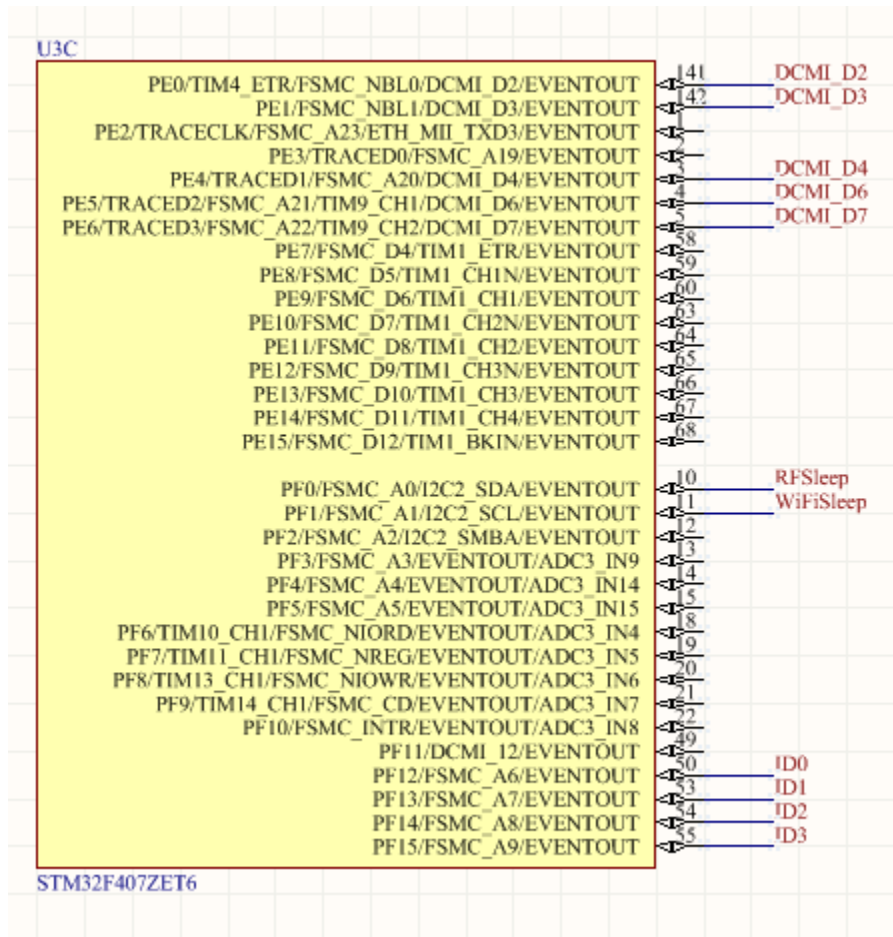 U3C
PE0/TIM4_ETR/FSMC_NBL0/DCMI_D2/EVENTOUT 141 DCMI_D2
PE1/FSMC_NBL1/DCMI_D3/EVENTOUT 142 DCMI_D3
PE2/TRACECLK/FSMC_A23/ETH_MII_TXD3/EVENTOUT 1
PE3/TRACED0/FSMC_A19/EVENTOUT 2
PE4/TRACED1/FSMC_A20/DCMI_D4/EVENTOUT 3 DCMI_D4
PE5/TRACED2/FSMC_A21/TIM9_CH1/DCMI_D6/EVENTOUT 4 DCMI_D6
PE6/TRACED3/FSMC_A22/TIM9_CH2/DCMI_D7/EVENTOUT 5 DCMI_D7
PE7/FSMC_D4/TIM1_ETR/EVENTOUT 58
PE8/FSMC_D5/TIM1_CH1N/EVENTOUT 59
PE9/FSMC_D6/TIM1_CH1/EVENTOUT 60
PE10/FSMC_D7/TIM1_CH2N/EVENTOUT 63
PE11/FSMC_D8/TIM1_CH2/EVENTOUT 64
PE12/FSMC_D9/TIM1_CH3N/EVENTOUT 65
PE13/FSMC_D10/TIM1_CH3/EVENTOUT 66
PE14/FSMC_D11/TIM1_CH4/EVENTOUT 67
PE15/FSMC_D12/TIM1_BKIN/EVENTOUT 68
PF0/FSMC_A0/I2C2_SDA/EVENTOUT 10 RFSleep
PF1/FSMC_A1/I2C2_SCL/EVENTOUT 11 WiFiSleep
PF2/FSMC_A2/I2C2_SMBA/EVENTOUT 12
PF3/FSMC_A3/EVENTOUT/ADC3_IN9 13
PF4/FSMC_A4/EVENTOUT/ADC3_IN14 14
PF5/FSMC_A5/EVENTOUT/ADC3_IN15 15
PF6/TIM10_CH1/FSMC_NIORD/EVENTOUT/ADC3_IN4 18
PF7/TIM11_CH1/FSMC_NREG/EVENTOUT/ADC3_IN5 19
PF8/TIM13_CH1/FSMC_NIOWR/EVENTOUT/ADC3_IN6 20
PF9/TIM14_CH1/FSMC_CD/EVENTOUT/ADC3_IN7 21
PF10/FSMC_INTR/EVENTOUT/ADC3_IN8 22
PF11/DCMI_12/EVENTOUT 49
PF12/FSMC_A6/EVENTOUT 50 ID0
PF13/FSMC_A7/EVENTOUT 53 ID1
PF14/FSMC_A8/EVENTOUT 54 ID2
PF15/FSMC_A9/EVENTOUT 55 ID3
STM32F407ZET6